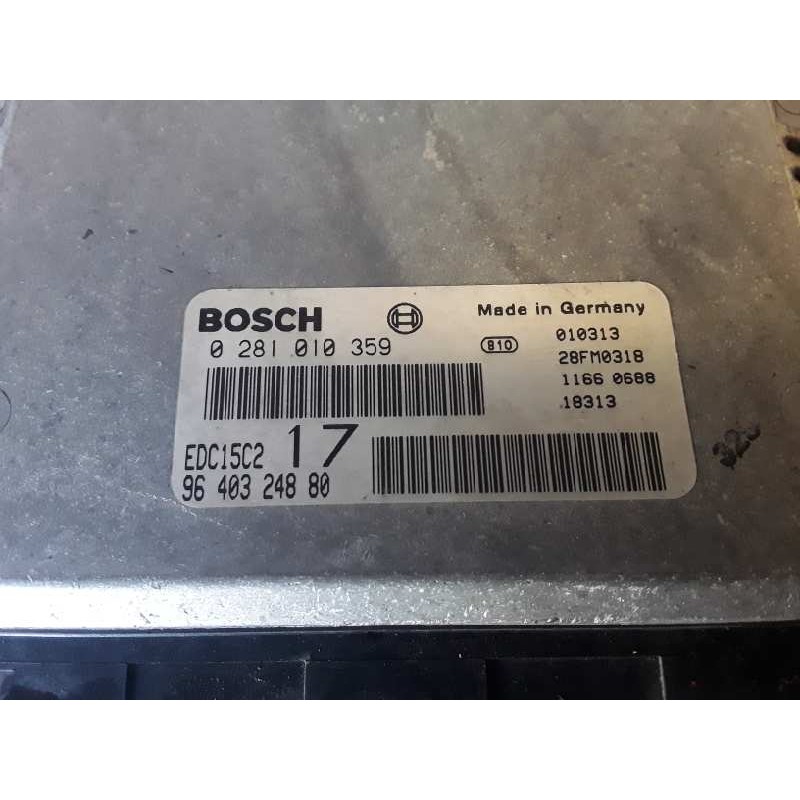 BOSCH
Made in Germany
0 281 010 359
910
010313
28FM0318
1166 0688
18313
EDC15C2 17
96 403 248 80